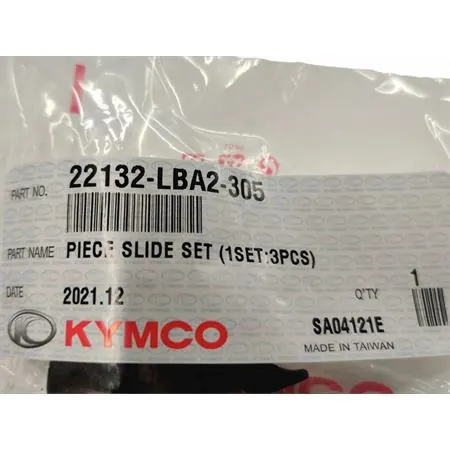 PART NO. 22132-LBA2-305
PART NAME PIECE SLIDE SET (1SET:3PCS)
DATE 2021.12 Q'TY 1
KYMCO SA04121E
MADE IN TAIWAN
MCO